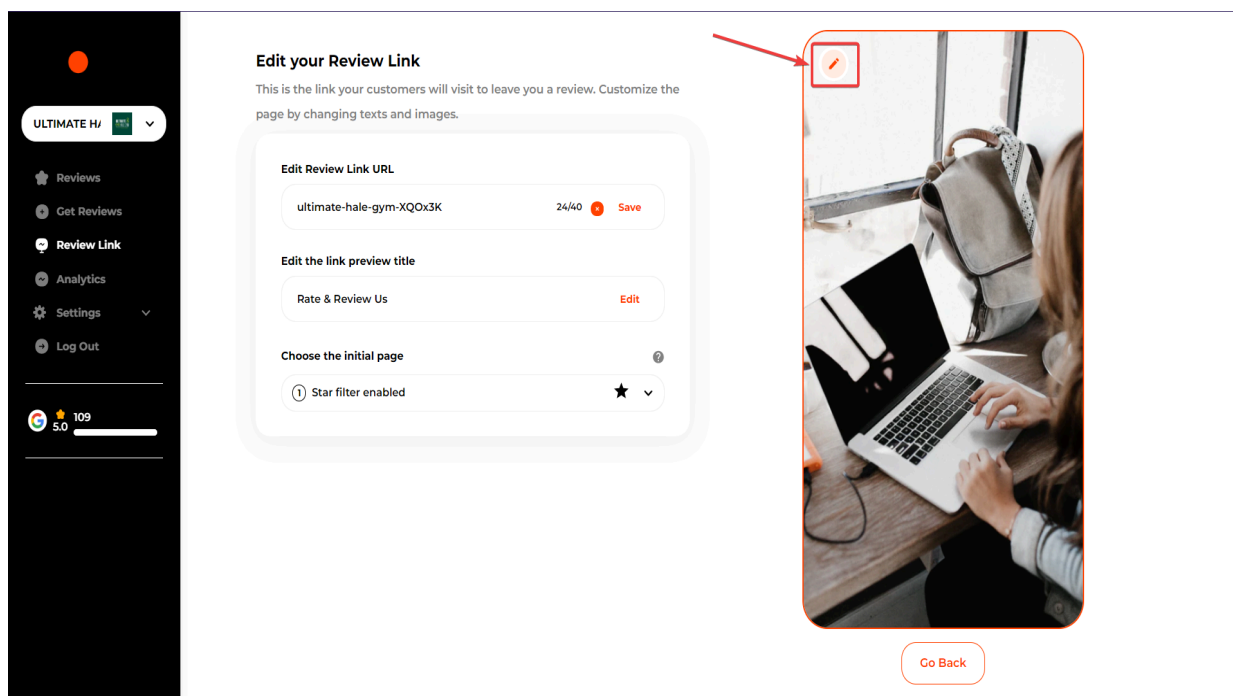 ULTIMATE H/
Reviews
Get Reviews
Review Link
Analytics
Settings
Log Out
109
5.0
Edit your Review Link
This is the link your customers will visit to leave you a review. Customize the
page by changing texts and images.
Edit Review Link URL
ultimate-hale-gym-XQOx3K
24/40
Save
Edit the link preview title
Rate & Review Us
Edit
Choose the initial page
?
1 Star filter enabled
Go Back